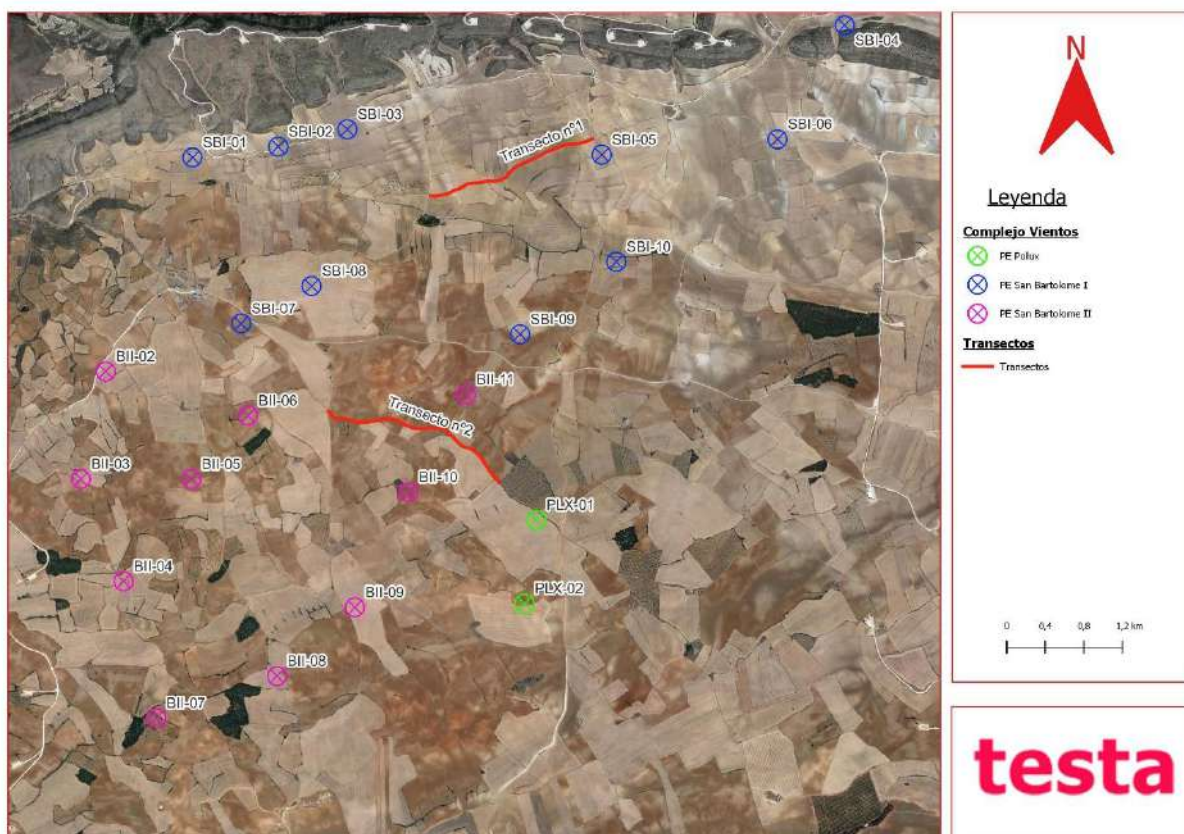 SBI-04
SBI-03
SBI-02
SBI-01
Transecto nº1
SBI-05
SBI-06
SBI-10
SBI-08
SBI-07
SBI-09
BII-02
BII-11
BII-06
Transecto nº2
BII-03
BII-05
BII-10
PLX-01
BII-04
BII-09
PLX-02
BII-08
BII-07
N
Leyenda
Complejo Vientos
PE Polux
PE San Bartolome I
PE San Bartolome II
Transectos
Transectos
0 0,4 0,8 1,2 km
testa